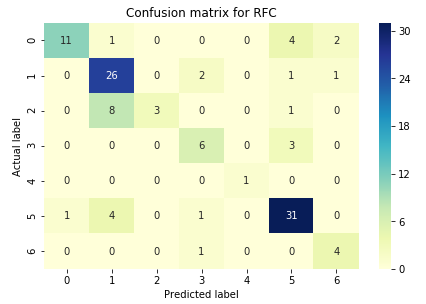 Confusion matrix for RFC
0 11 1 0 0 0 4 2
1 0 26 0 2 0 1 1
2 0 8 3 0 0 1 0
3 0 0 0 6 0 3 0
4 0 0 0 0 1 0 0
5 1 4 0 1 0 31 0
6 0 0 0 1 0 0 4
0 1 2 3 4 5 6
Predicted label
Actual label
30
24
18
12
6
0